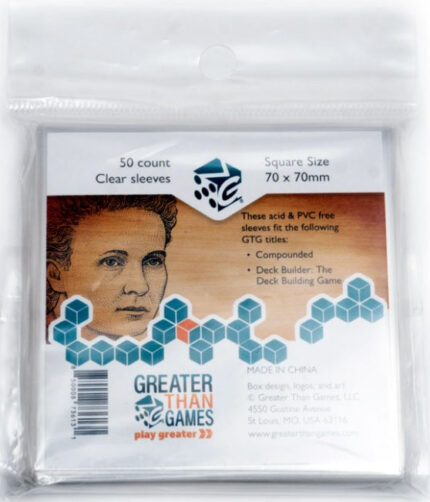 50 count
Clear sleeves
Square Size
70 x 70mm
These acid & PVC free
sleeves fit the following
GTG titles:
• Compounded
• Deck Builder: The
Deck Building Game
GREATER
THAN
GAMES
play greater
MADE IN CHINA
Box design, logos, and art
© Greater Than Games, LLC
4550 Gustine Avenue
St Louis, MO, USA 63116
www.greaterthangames.com